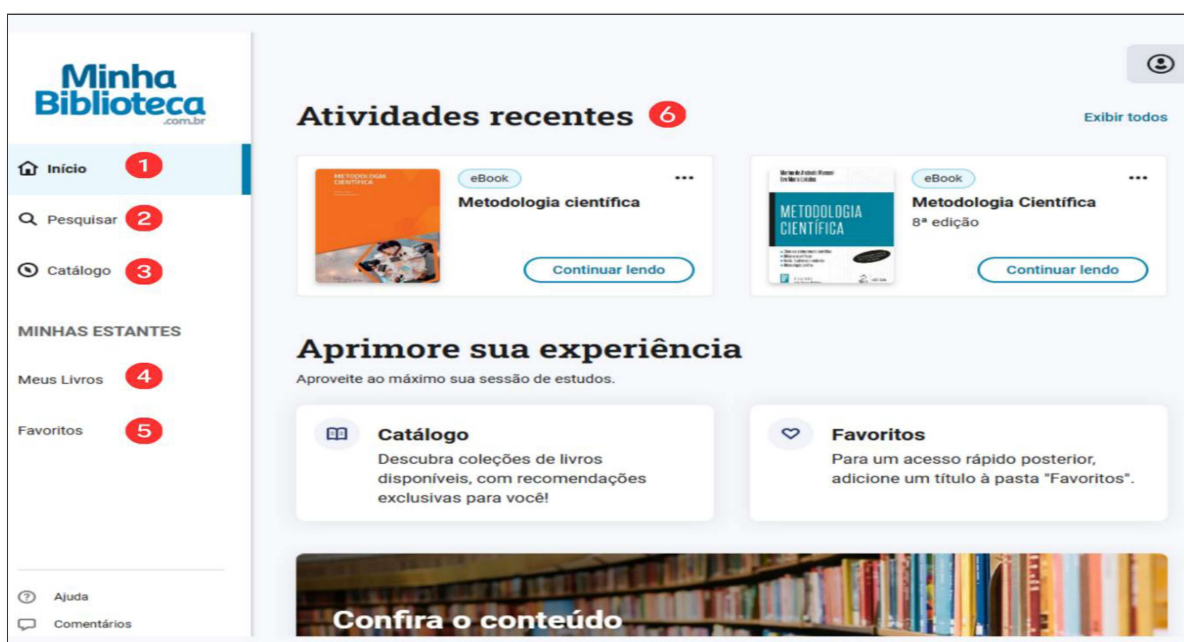 Minha
Biblioteca
.com.br
Início 1
Pesquisar 2
Catálogo 3
MINHAS ESTANTES
Meus Livros 4
Favoritos 5
Ajuda
Comentários
Atividades recentes 6
Exibir todos
METODOLOGIA
CIENTÍFICA
eBook
Metodologia científica
Continuar lendo
METODOLOGIA
CIENTÍFICA
eBook
Metodologia Científica
8ª edição
Continuar lendo
Aprimore sua experiência
Aproveite ao máximo sua sessão de estudos.
Catálogo
Descubra coleções de livros
disponíveis, com recomendações
exclusivas para você!
Favoritos
Para um acesso rápido posterior,
adicione um título à pasta "Favoritos".
Confira o conteúdo